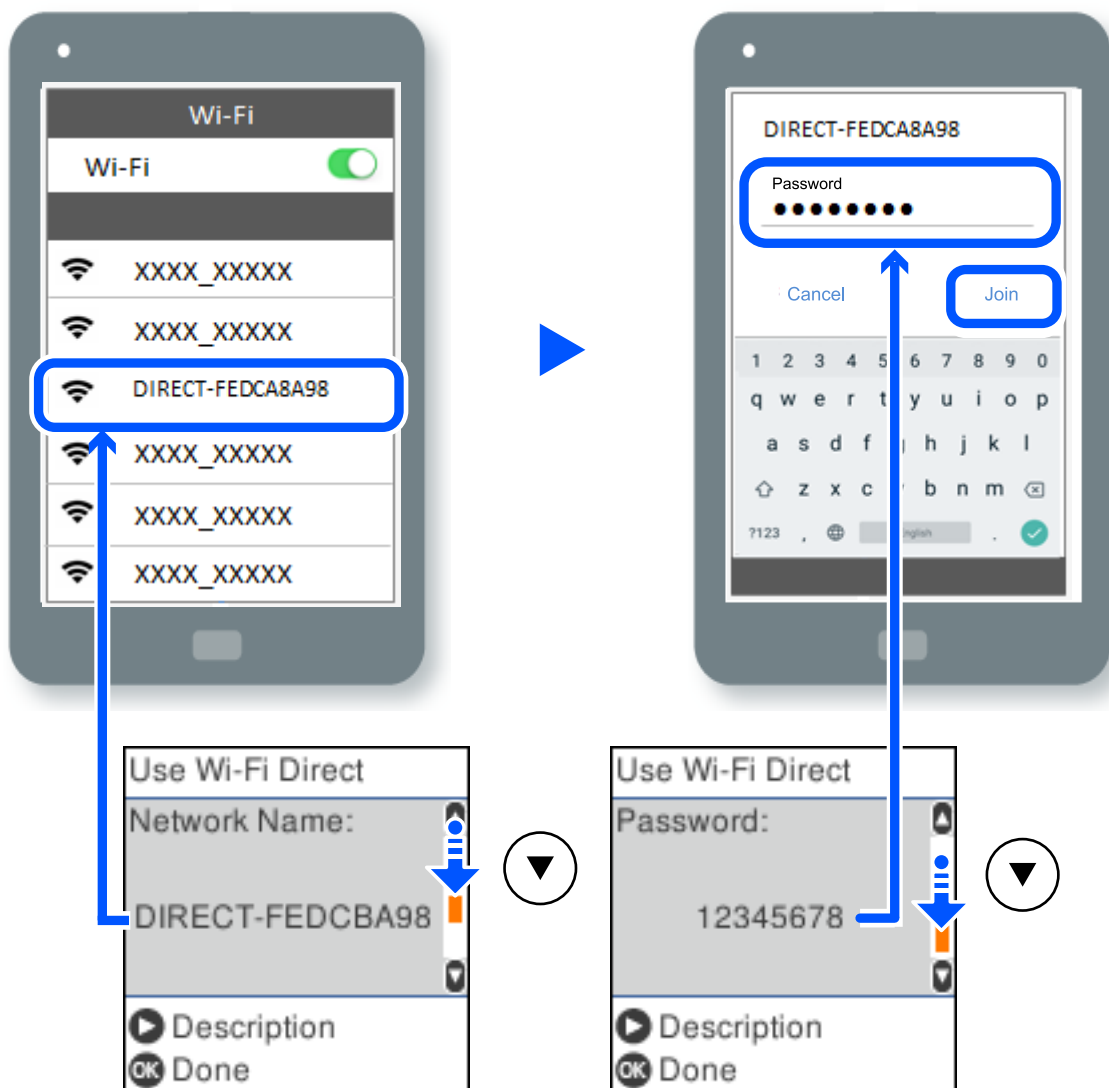 Wi-Fi
Wi-Fi
XXXX_XXXXX
XXXX_XXXXX
DIRECT-FEDCA8A98
XXXX_XXXXX
XXXX_XXXXX
XXXX_XXXXX
DIRECT-FEDCA8A98
Password
●●●●●●●●
Cancel
Join
1 2 3 4 5 6 7 8 9 0
q w e r t y u i o p
a s d f j h j k l
z x c b n m
?123 , .
Use Wi-Fi Direct
Network Name:
DIRECT-FEDCBA98
Description
OK Done
Use Wi-Fi Direct
Password:
12345678
Description
OK Done